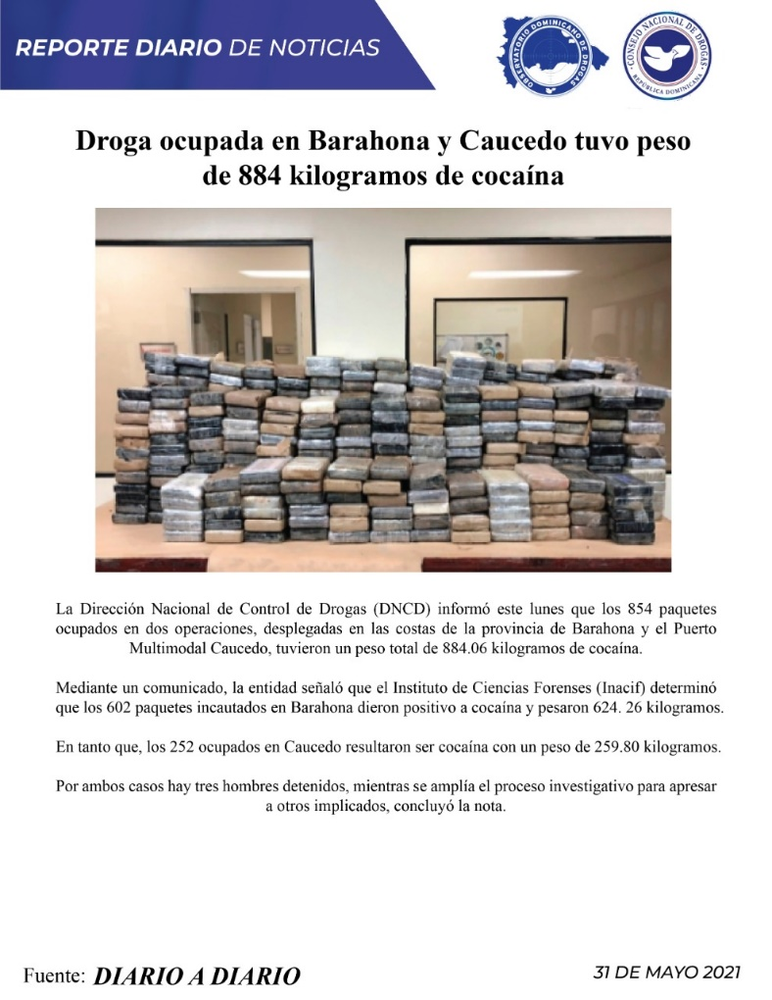 REPORTE DIARIO DE NOTICIAS
OBSERVATORIO DOMINICANO DE DROGAS
CONSEJO NACIONAL DE DROGAS
REPÚBLICA DOMINICANA
Droga ocupada en Barahona y Caucedo tuvo peso
de 884 kilogramos de cocaína
La Dirección Nacional de Control de Drogas (DNCD) informó este lunes que los 854 paquetes
ocupados en dos operaciones, desplegadas en las costas de la provincia de Barahona y el Puerto
Multimodal Caucedo, tuvieron un peso total de 884.06 kilogramos de cocaína.
Mediante un comunicado, la entidad señaló que el Instituto de Ciencias Forenses (Inacif) determinó
que los 602 paquetes incautados en Barahona dieron positivo a cocaína y pesaron 624. 26 kilogramos.
En tanto que, los 252 ocupados en Caucedo resultaron ser cocaína con un peso de 259.80 kilogramos.
Por ambos casos hay tres hombres detenidos, mientras se amplía el proceso investigativo para apresar
a otros implicados, concluyó la nota.
Fuente: DIARIO A DIARIO
31 DE MAYO 2021